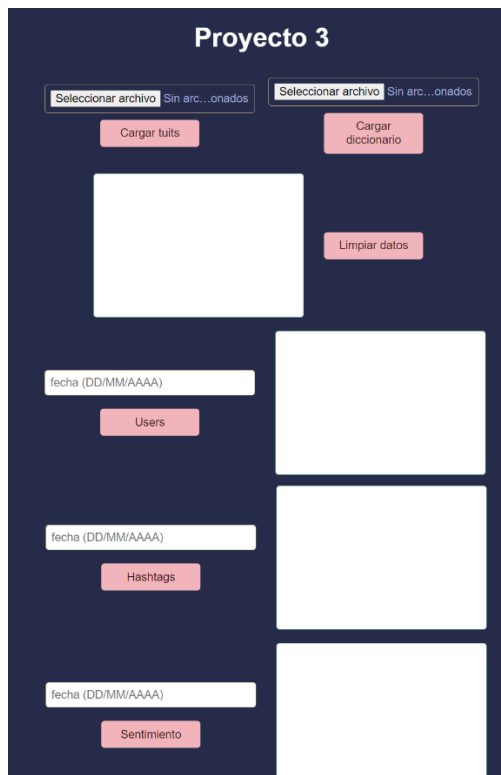 Proyecto 3
Seleccionar archivo Sin arc...onados
Seleccionar archivo Sin arc...onados
Cargar tuits
Cargar
diccionario
Limpiar datos
fecha (DD/MM/AAAA)
Users
fecha (DD/MM/AAAA)
Hashtags
fecha (DD/MM/AAAA)
Sentimiento